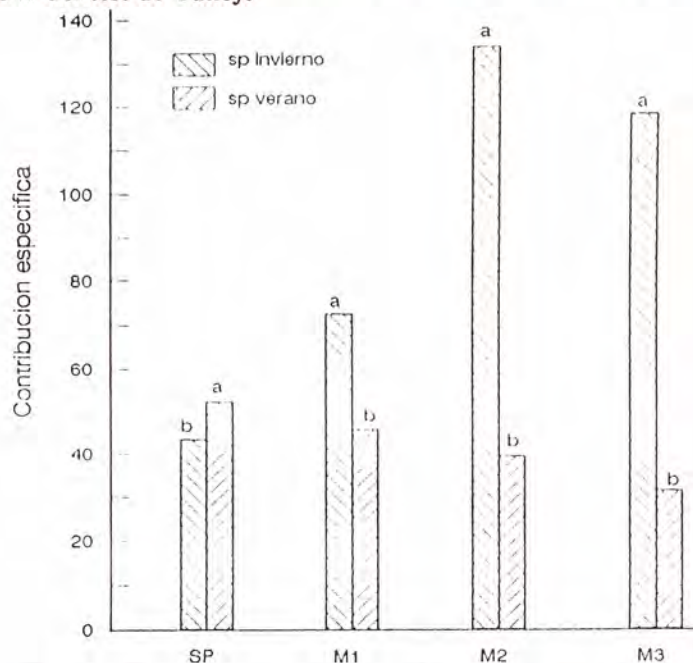 140
120
100
80
60
40
20
0
Contribucion especifica
sp invierno
sp verano
b a
a b
a b
a b
SP M1 M2 M3